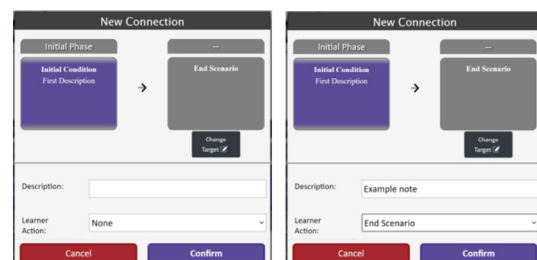 New Connection
Initial Phase
--
Initial Condition
First Description
End Scenario
Change
Target
Description:
Learner
Action:
None
Cancel
Confirm
New Connection
Initial Phase
--
Initial Condition
First Description
End Scenario
Change
Target
Description:
Example note
Learner
Action:
End Scenario
Cancel
Confirm